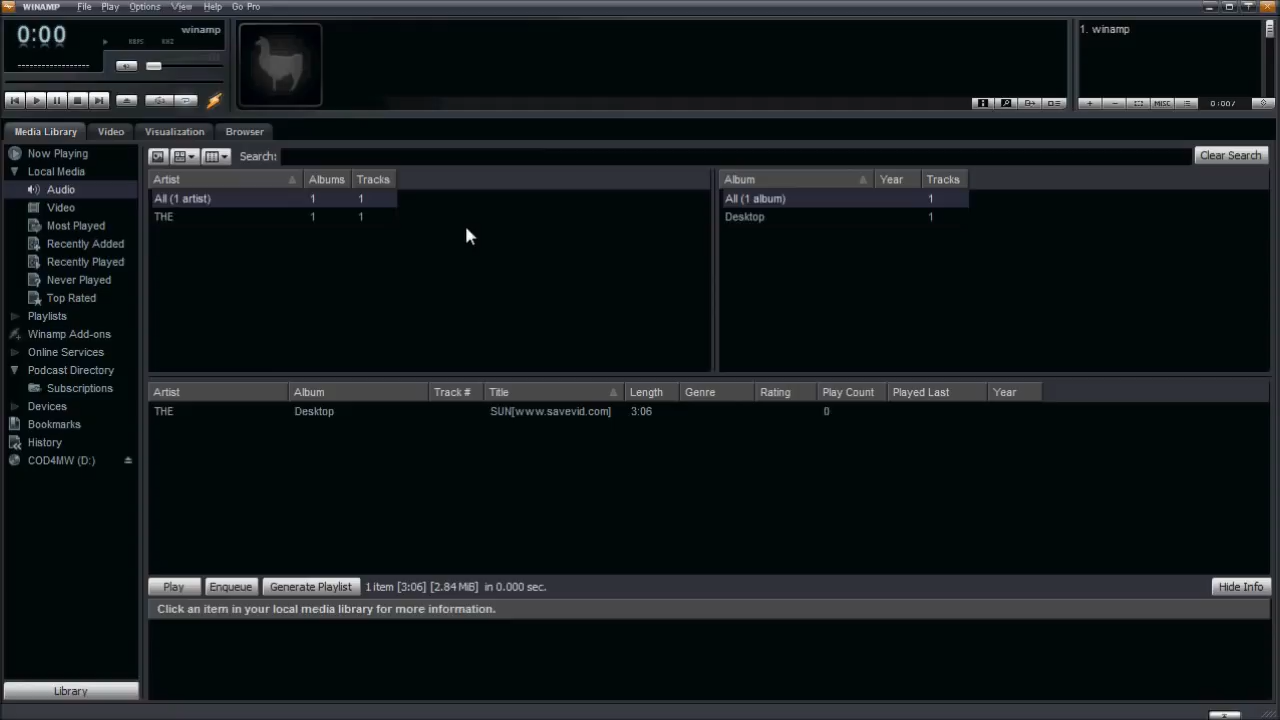 WINAMP File Play Options View Help Go Pro
0:00
KBPS KHZ
winamp
1. winamp
MISC
Media Library Video Visualization Browser
Now Playing
Local Media
Audio
Video
Most Played
Recently Added
Recently Played
Never Played
Top Rated
Playlists
Winamp Add-ons
Online Services
Podcast Directory
Subscriptions
Devices
Bookmarks
History
COD4MW (D:)
Library
Search: Clear Search
Artist Albums Tracks
All (1 artist) 1 1
THE 1 1
Album Year Tracks
All (1 album) 1
Desktop 1
Artist Album Track # Title Length Genre Rating Play Count Played Last Year
THE Desktop SUN[www.savevid.com] 3:06 0
Play Enqueue Generate Playlist 1 item [3:06] [2.84 MiB] in 0.000 sec. Hide Info
Click an item in your local media library for more information.